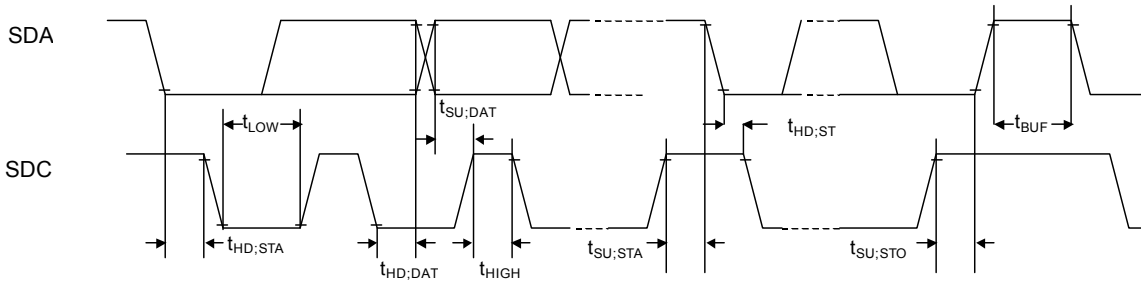 SDA
tSU;DAT
tLOW
tHD;ST
tBUF
SDC
tHD;STA
tHD;DAT
tHIGH
tSU;STA
tSU;STO